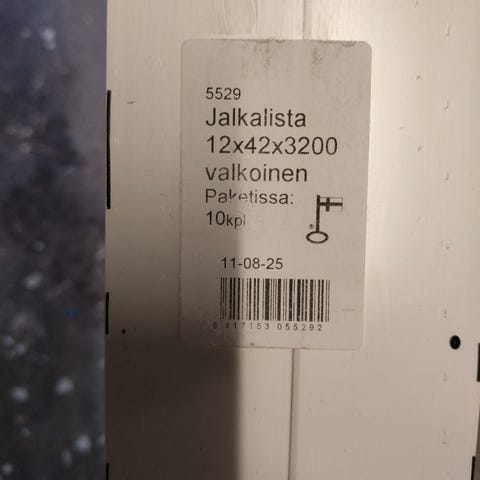 5529
Jalkalista
12x42x3200
valkoinen
Paketissa:
10kpl
11-08-25
6 417153 055292